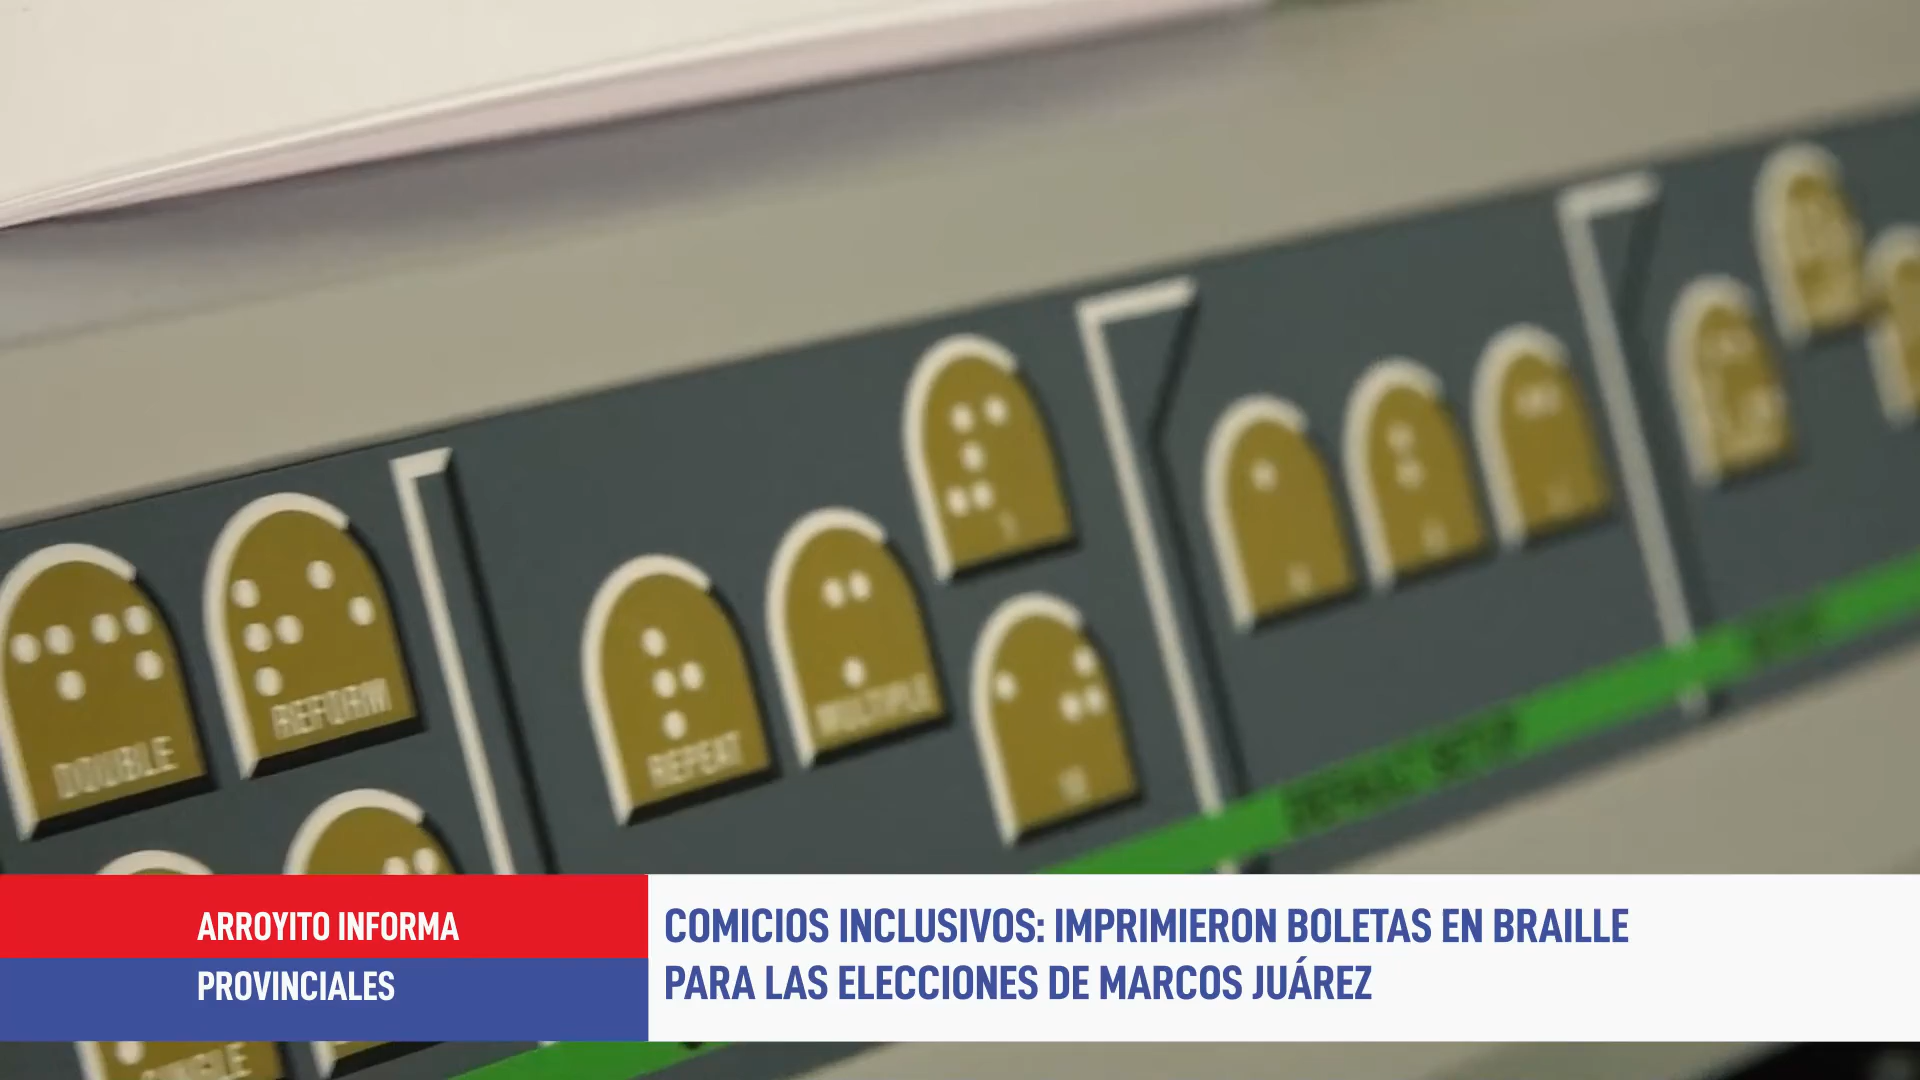 DOUBLE
REFORM
REPEAT
MULTIPLE
ARROYITO INFORMA
PROVINCIALES
COMICIOS INCLUSIVOS: IMPRIMIERON BOLETAS EN BRAILLE
PARA LAS ELECCIONES DE MARCOS JUÁREZ